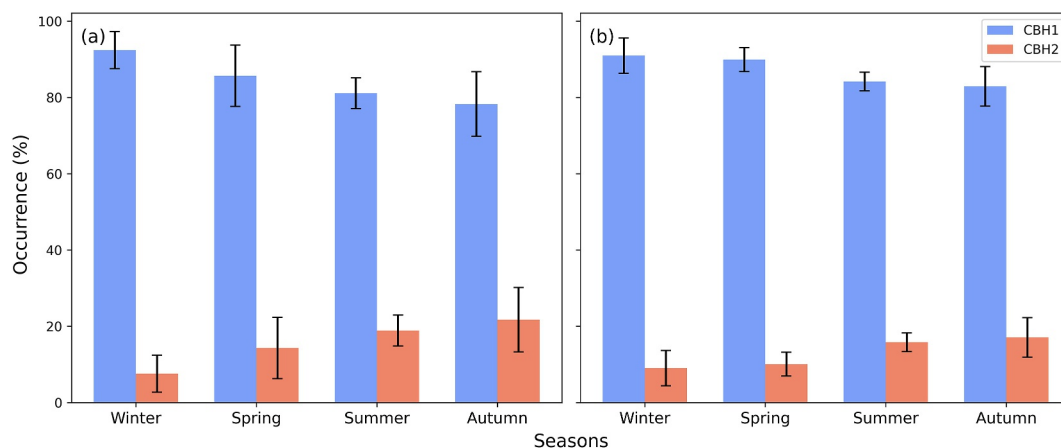 (a)
(b)
CBH1
CBH2
Occurrence (%)
100
80
60
40
20
0
Winter Spring Summer Autumn Winter Spring Summer Autumn
Seasons